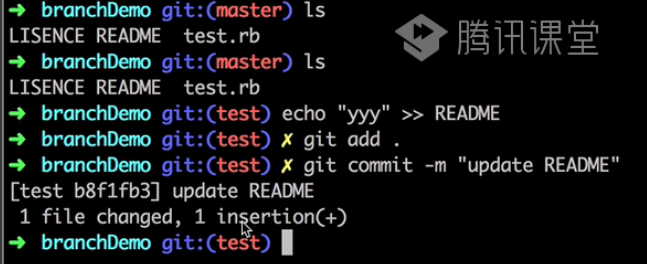 ➜ branchDemo git:(master) ls
LISENCE README  test.rb
➜ branchDemo git:(master) ls
LISENCE README  test.rb
➜ branchDemo git:(test) echo "yyy" >> README
➜ branchDemo git:(test) ✗ git add .
➜ branchDemo git:(test) ✗ git commit -m "update README"
[test b8f1fb3] update README
 1 file changed, 1 insertion(+)
➜ branchDemo git:(test)
腾讯课堂